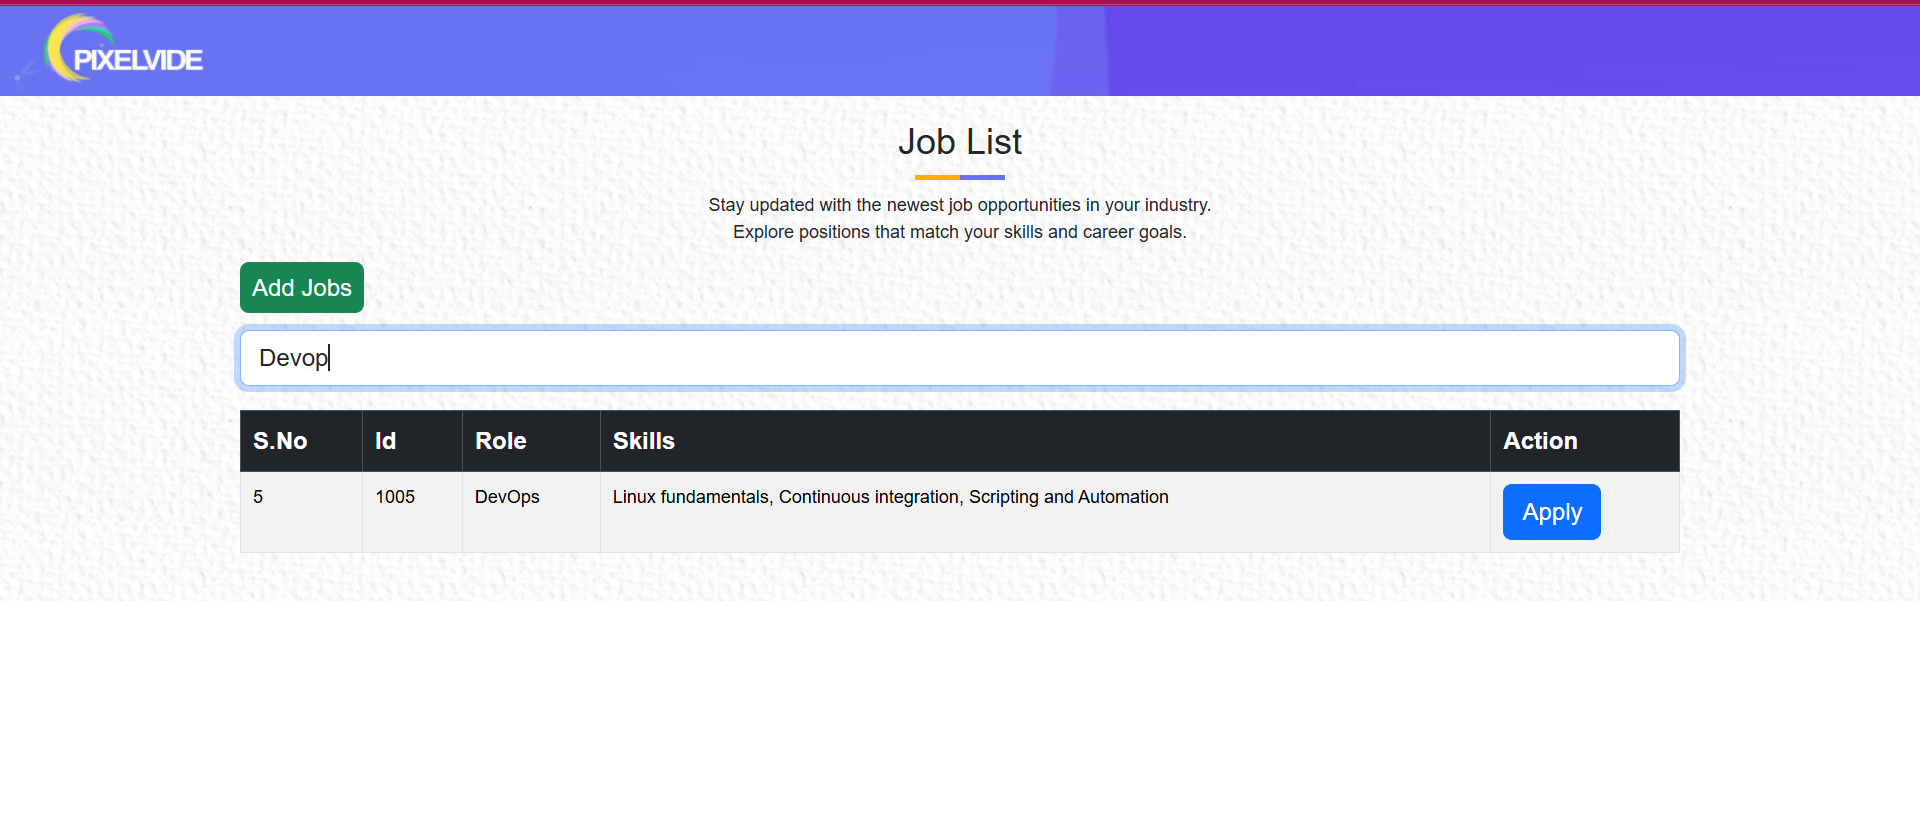 PIXELVIDE
Job List
Stay updated with the newest job opportunities in your industry.
Explore positions that match your skills and career goals.
Add Jobs
Devop
S.No Id Role Skills Action
5 1005 DevOps Linux fundamentals, Continuous integration, Scripting and Automation Apply